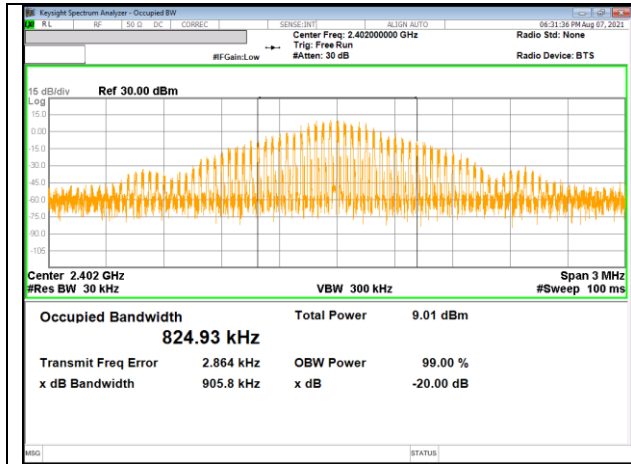 Keysight Spectrum Analyzer - Occupied BW
RL RF 50 Ω DC CORREC SENSE:INT ALIGN AUTO 06:31:36 PM Aug 07, 2021
Center Freq: 2.402000000 GHz Radio Std: None
Trig: Free Run
#IFGain:Low #Atten: 30 dB Radio Device: BTS
15 dB/div Ref 30.00 dBm
Log
15.0
0.00
-15.0
-30.0
-45.0
-60.0
-75.0
-90.0
-105
Center 2.402 GHz Span 3 MHz
#Res BW 30 kHz VBW 300 kHz #Sweep 100 ms
Occupied Bandwidth Total Power 9.01 dBm
824.93 kHz
Transmit Freq Error 2.864 kHz OBW Power 99.00 %
x dB Bandwidth 905.8 kHz x dB -20.00 dB
MSG STATUS